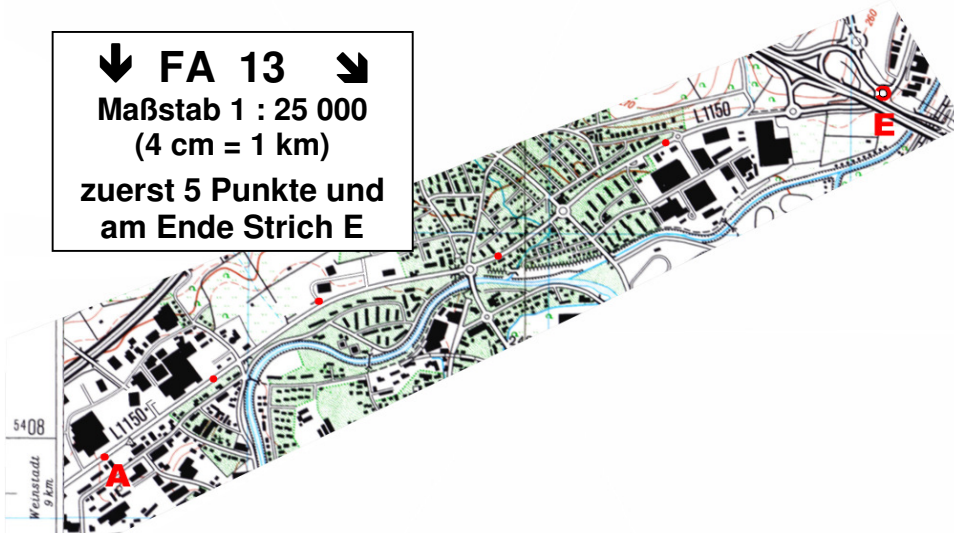 ↓ FA 13 ↘
Maßstab 1 : 25 000
(4 cm = 1 km)
zuerst 5 Punkte und
am Ende Strich E
260
L1150
E
L1150
5408
A
Weinstadt
9 km